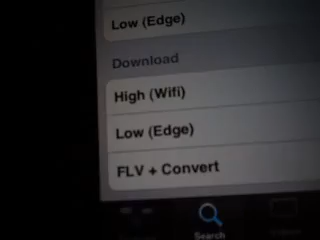 Low (Edge)
Download
High (Wifi)
Low (Edge)
FLV + Convert
Search